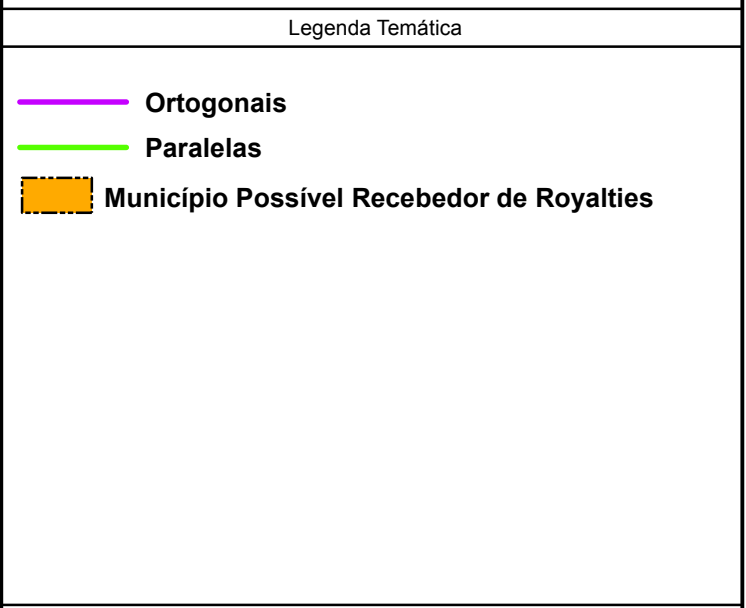 Legenda Temática
Ortogonais
Paralelas
Município Possível Recebedor de Royalties